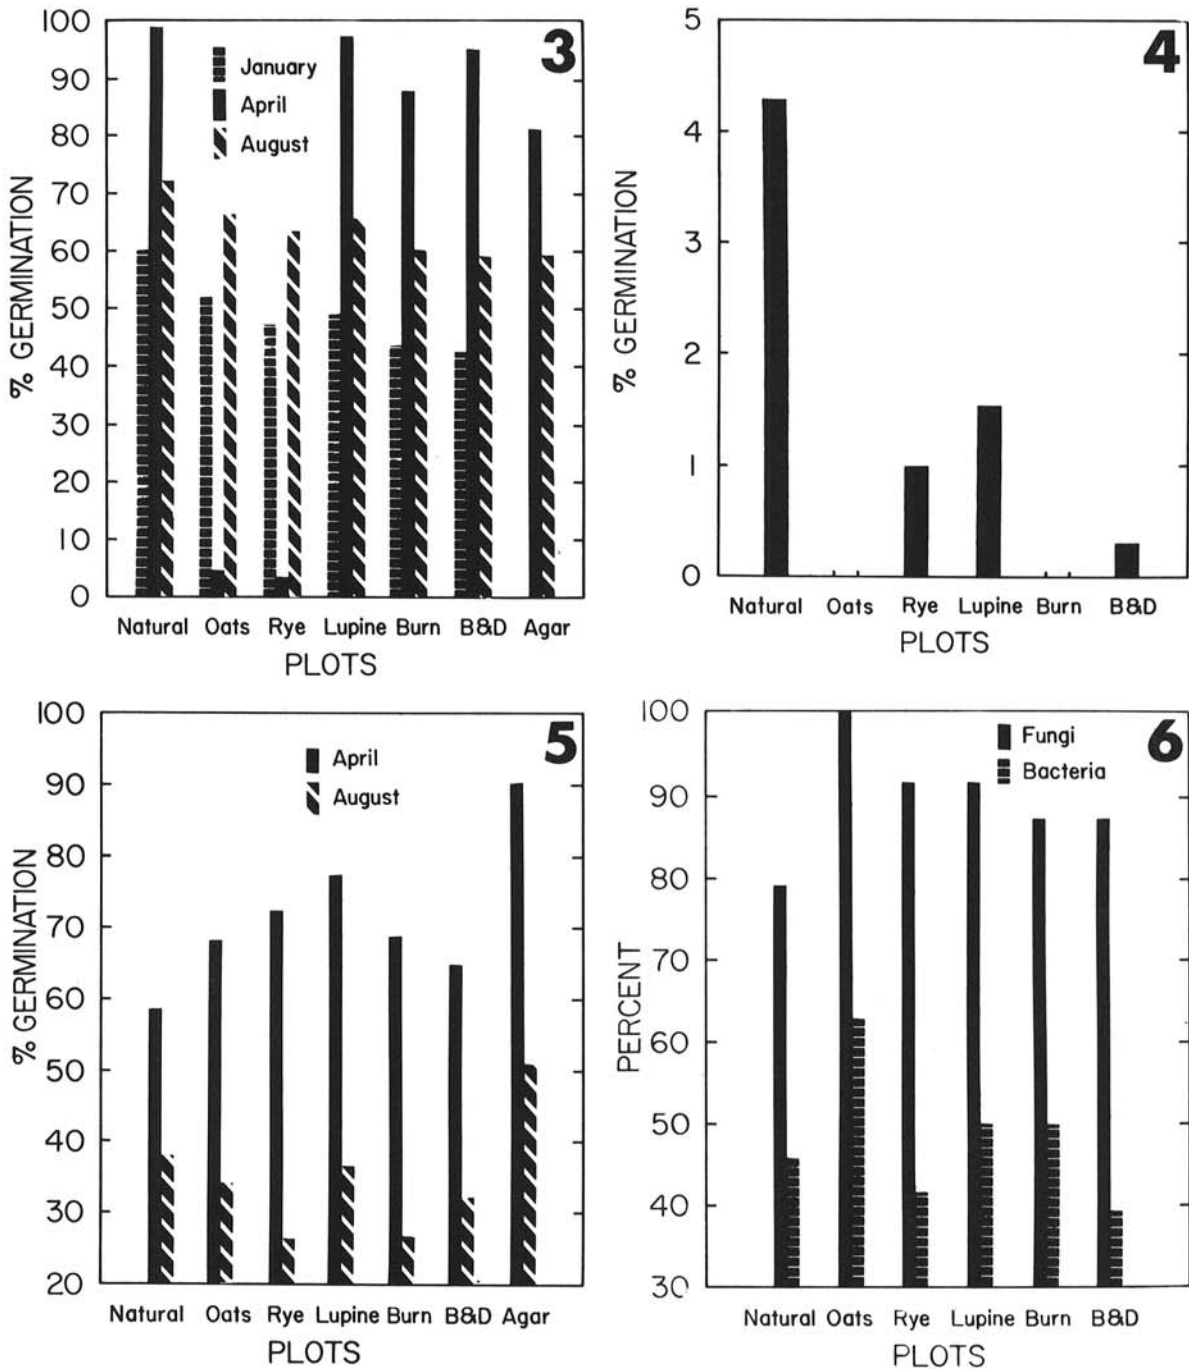 3
100
90
80
70
60
50
40
30
20
10
0
% GERMINATION
January
April
August
Natural Oats Rye Lupine Burn B&D Agar
PLOTS
4
5
4
3
2
1
0
% GERMINATION
Natural Oats Rye Lupine Burn B&D
PLOTS
5
100
90
80
70
60
50
40
30
20
% GERMINATION
April
August
Natural Oats Rye Lupine Burn B&D Agar
PLOTS
6
100
90
80
70
60
50
40
30
PERCENT
Fungi
Bacteria
Natural Oats Rye Lupine Burn B&D
PLOTS